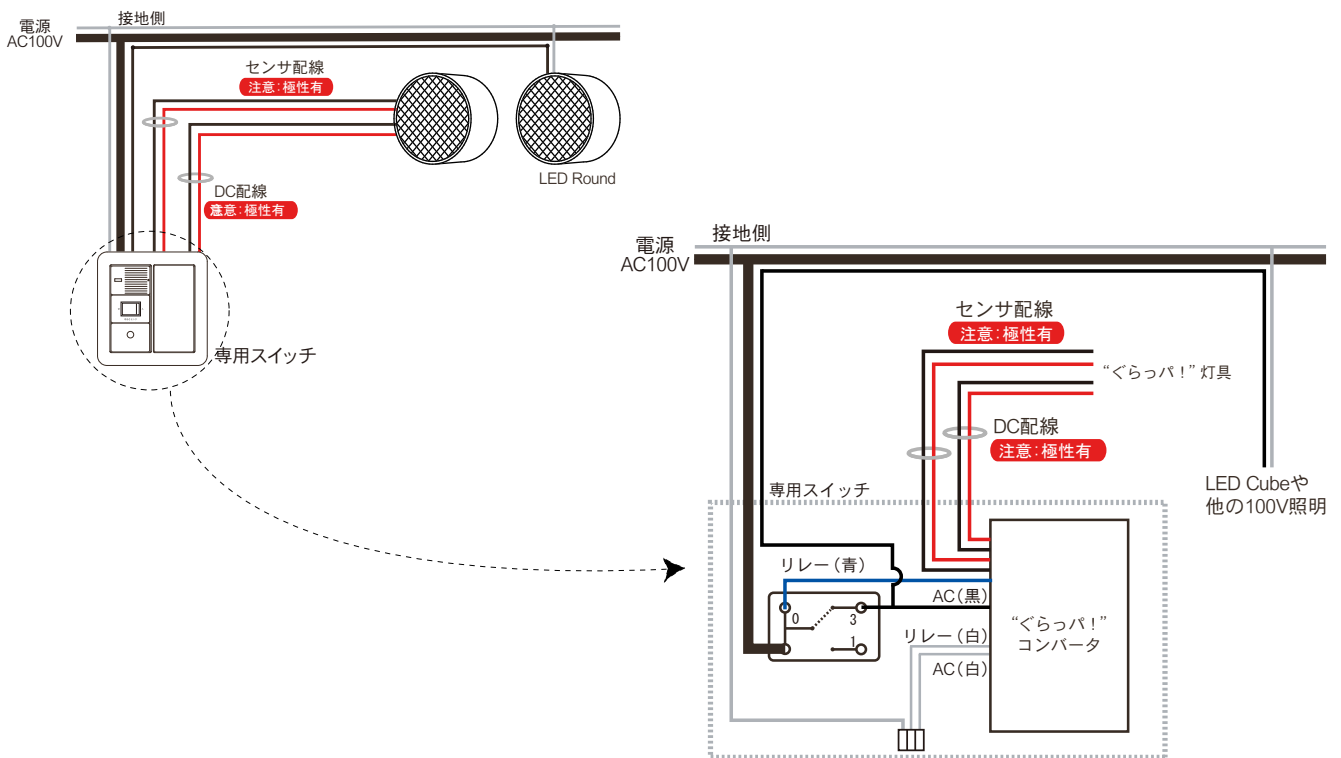 電源
AC100V
接地側
センサ配線
注意:極性有
LED Round
DC配線
意意:極性有
専用スイッチ
電源
AC100V
接地側
センサ配線
注意:極性有
“ぐらっパ！”灯具
DC配線
注意:極性有
LED Cubeや
他の100V照明
専用スイッチ
リレー（青）
AC（黒）
0
3
1
リレー（白）
AC（白）
“ぐらっパ！”
コンバータ